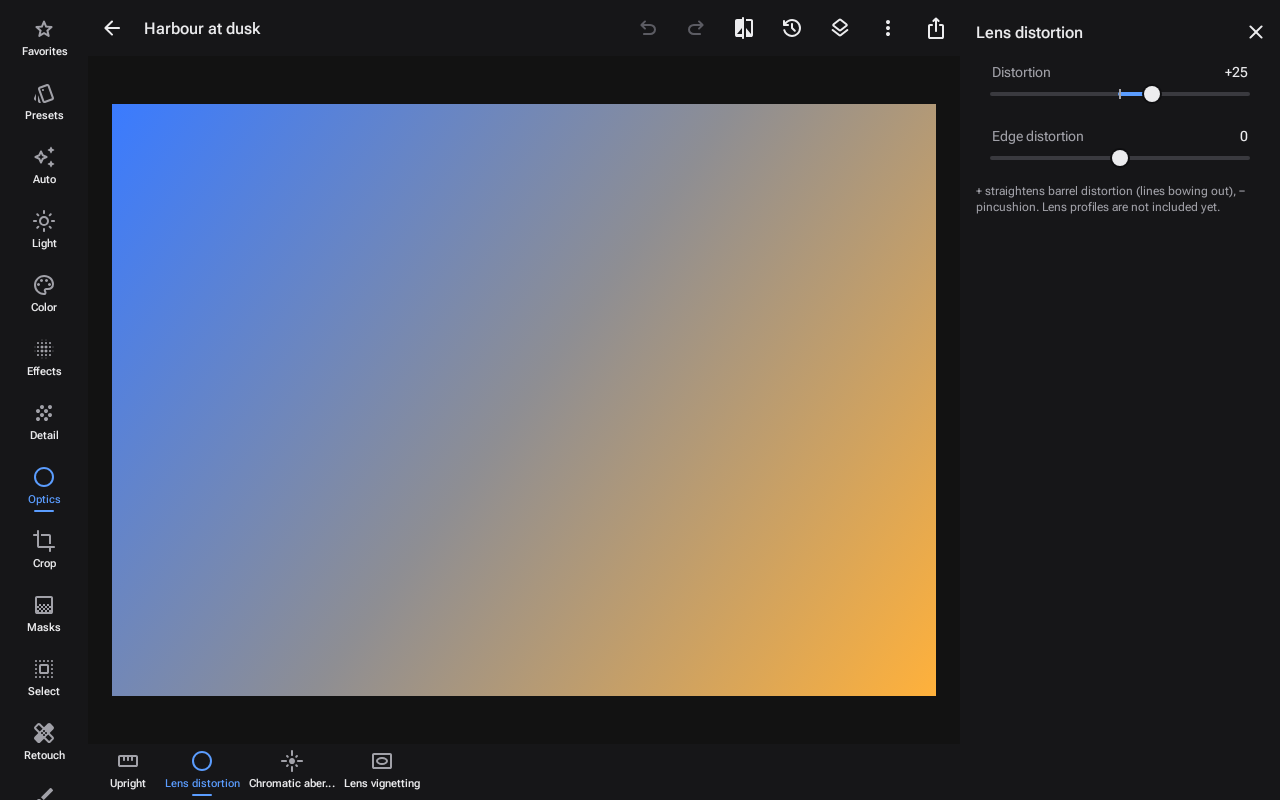 Favorites
Presets
Auto
Light
Color
Effects
Detail
Optics
Crop
Masks
Select
Retouch
Harbour at dusk
Upright
Lens distortion
Chromatic aber...
Lens vignetting
Lens distortion
Distortion +25
Edge distortion 0
+ straightens barrel distortion (lines bowing out), −
pincushion. Lens profiles are not included yet.